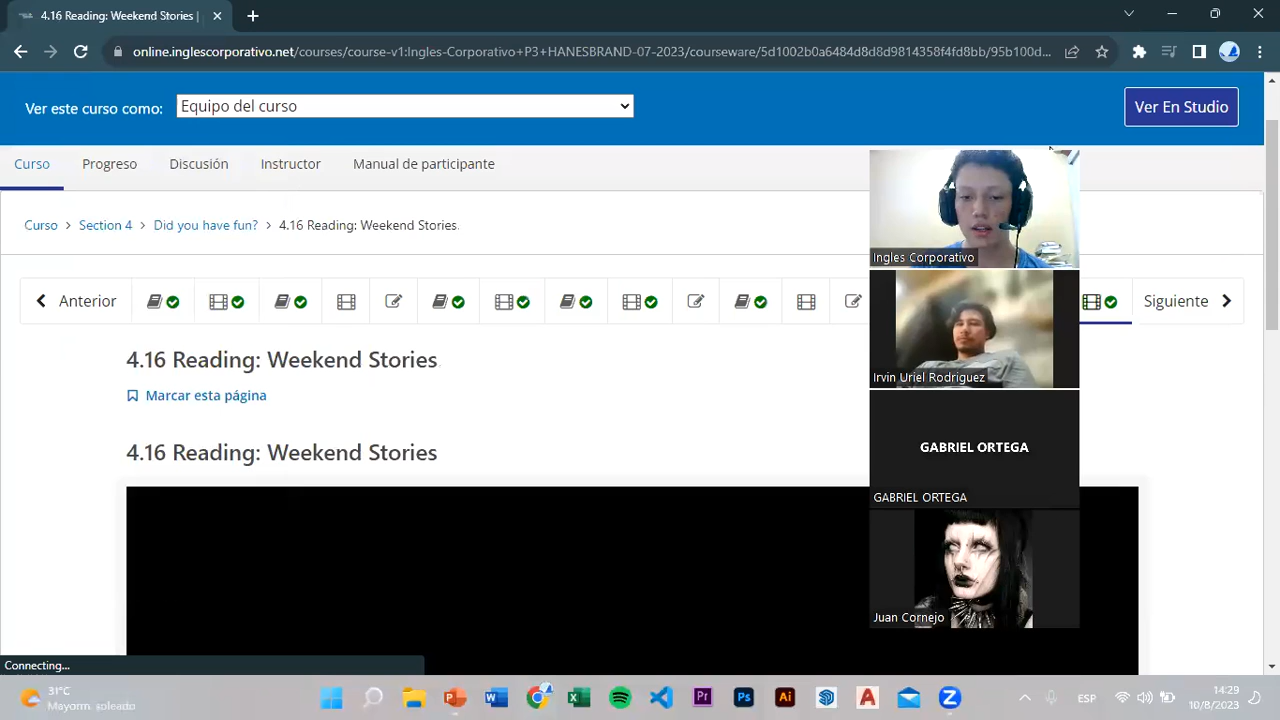 4.16 Reading: Weekend Stories |
online.inglescorporativo.net/courses/course-v1:Ingles-Corporativo+P3+HANESBRAND-07-2023/courseware/5d1002b0a6484d8d8d9814358f4fd8bb/95b100d...
Ver este curso como:
Equipo del curso
Ver En Studio
Curso
Progreso
Discusión
Instructor
Manual de participante
Curso > Section 4 > Did you have fun? > 4.16 Reading: Weekend Stories
Anterior
Siguiente
4.16 Reading: Weekend Stories
Marcar esta página
4.16 Reading: Weekend Stories
Ingles Corporativo
Irvin Uriel Rodriguez
GABRIEL ORTEGA
GABRIEL ORTEGA
Juan Cornejo
Connecting...
31°C
Mayorm. soleado
ESP
14:29
10/8/2023